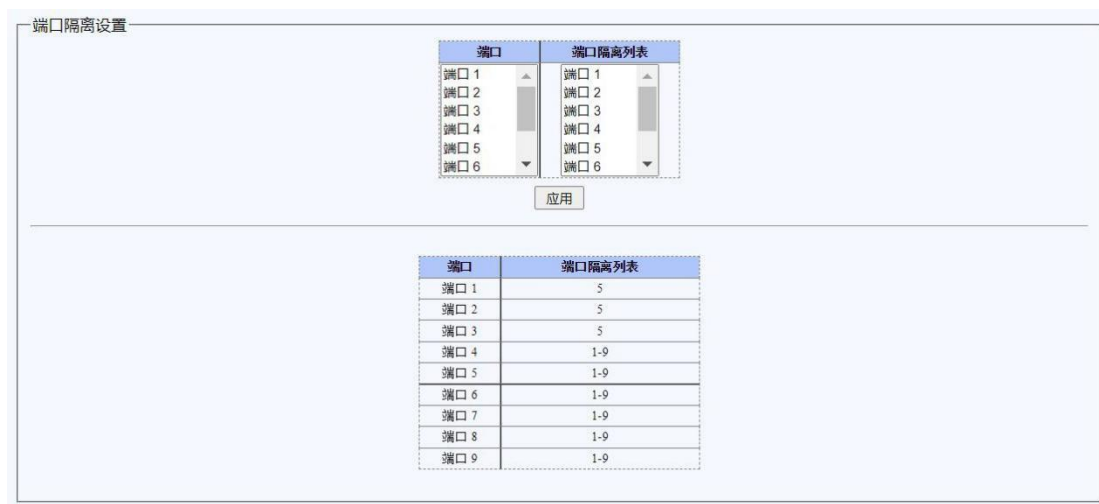 端口隔离设置
端口 端口隔离列表
端口 1 端口 1
端口 2 端口 2
端口 3 端口 3
端口 4 端口 4
端口 5 端口 5
端口 6 端口 6
应用
端口 端口隔离列表
端口 1 5
端口 2 5
端口 3 5
端口 4 1-9
端口 5 1-9
端口 6 1-9
端口 7 1-9
端口 8 1-9
端口 9 1-9